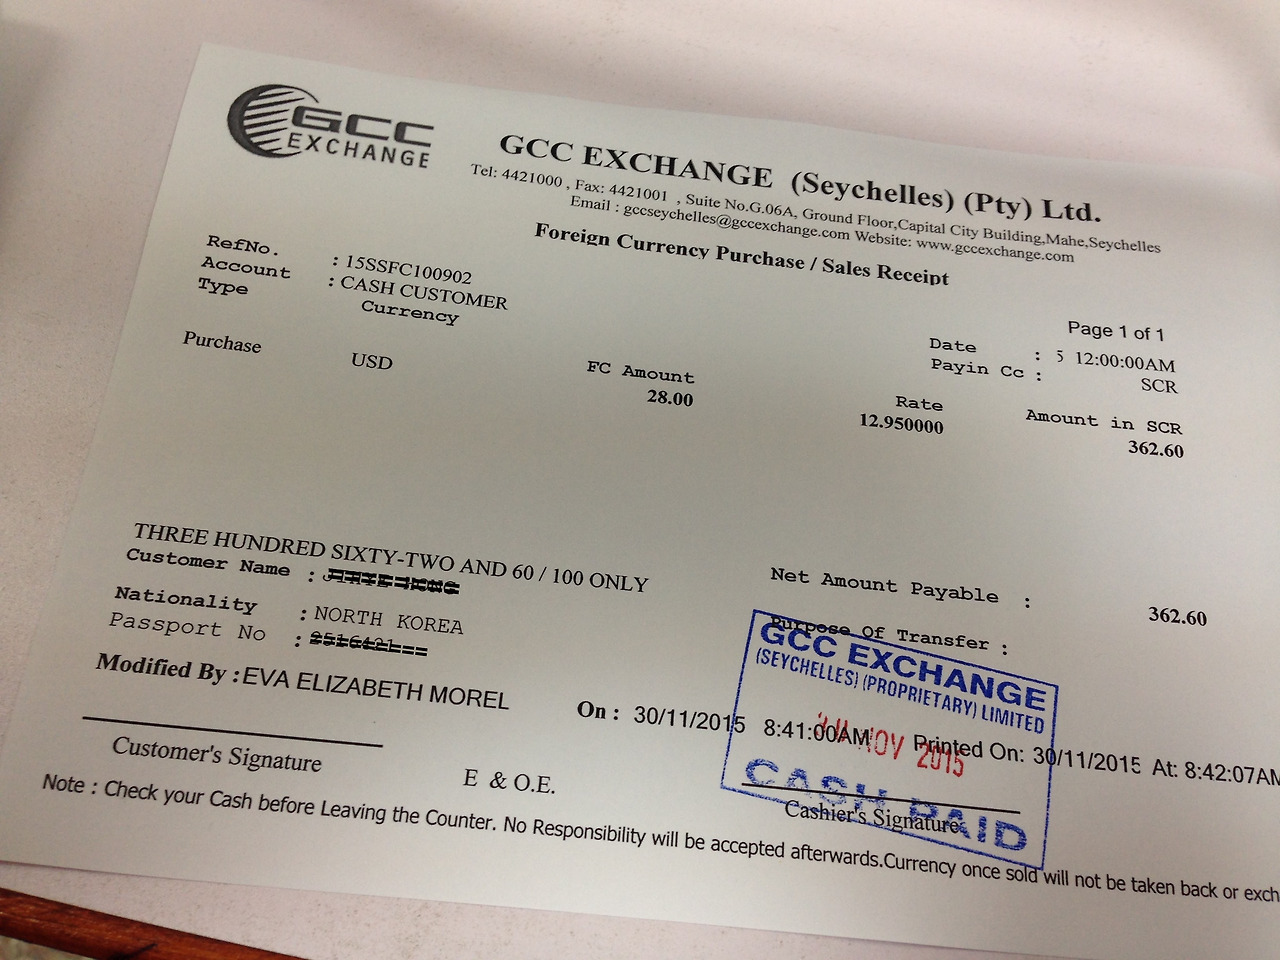 GCC
EXCHANGE
GCC EXCHANGE (Seychelles) (Pty) Ltd.
Tel: 4421000 , Fax: 4421001 , Suite No.G.06A, Ground Floor,Capital City Building,Mahe,Seychelles
Email : gccseychelles@gccexchange.com Website: www.gccexchange.com
Foreign Currency Purchase / Sales Receipt
RefNo. : 15SSFC100902
Account : CASH CUSTOMER
Page 1 of 1
Date : 5 12:00:00AM
Payin Cc : SCR
Type Currency FC Amount Rate Amount in SCR
Purchase USD 28.00 12.950000 362.60
THREE HUNDRED SIXTY-TWO AND 60 / 100 ONLY
Net Amount Payable : 362.60
Customer Name :
Purpose Of Transfer :
Nationality : NORTH KOREA
Passport No :
Modified By : EVA ELIZABETH MOREL On : 30/11/2015 8:41:00AM Printed On: 30/11/2015 At: 8:42:07AM
GCC EXCHANGE
(SEYCHELLES) (PROPRIETARY) LIMITED
NOV 2015
CASH PAID
Customer's Signature E & O.E. Cashier's Signature
Note : Check your Cash before Leaving the Counter. No Responsibility will be accepted afterwards.Currency once sold will not be taken back or exch